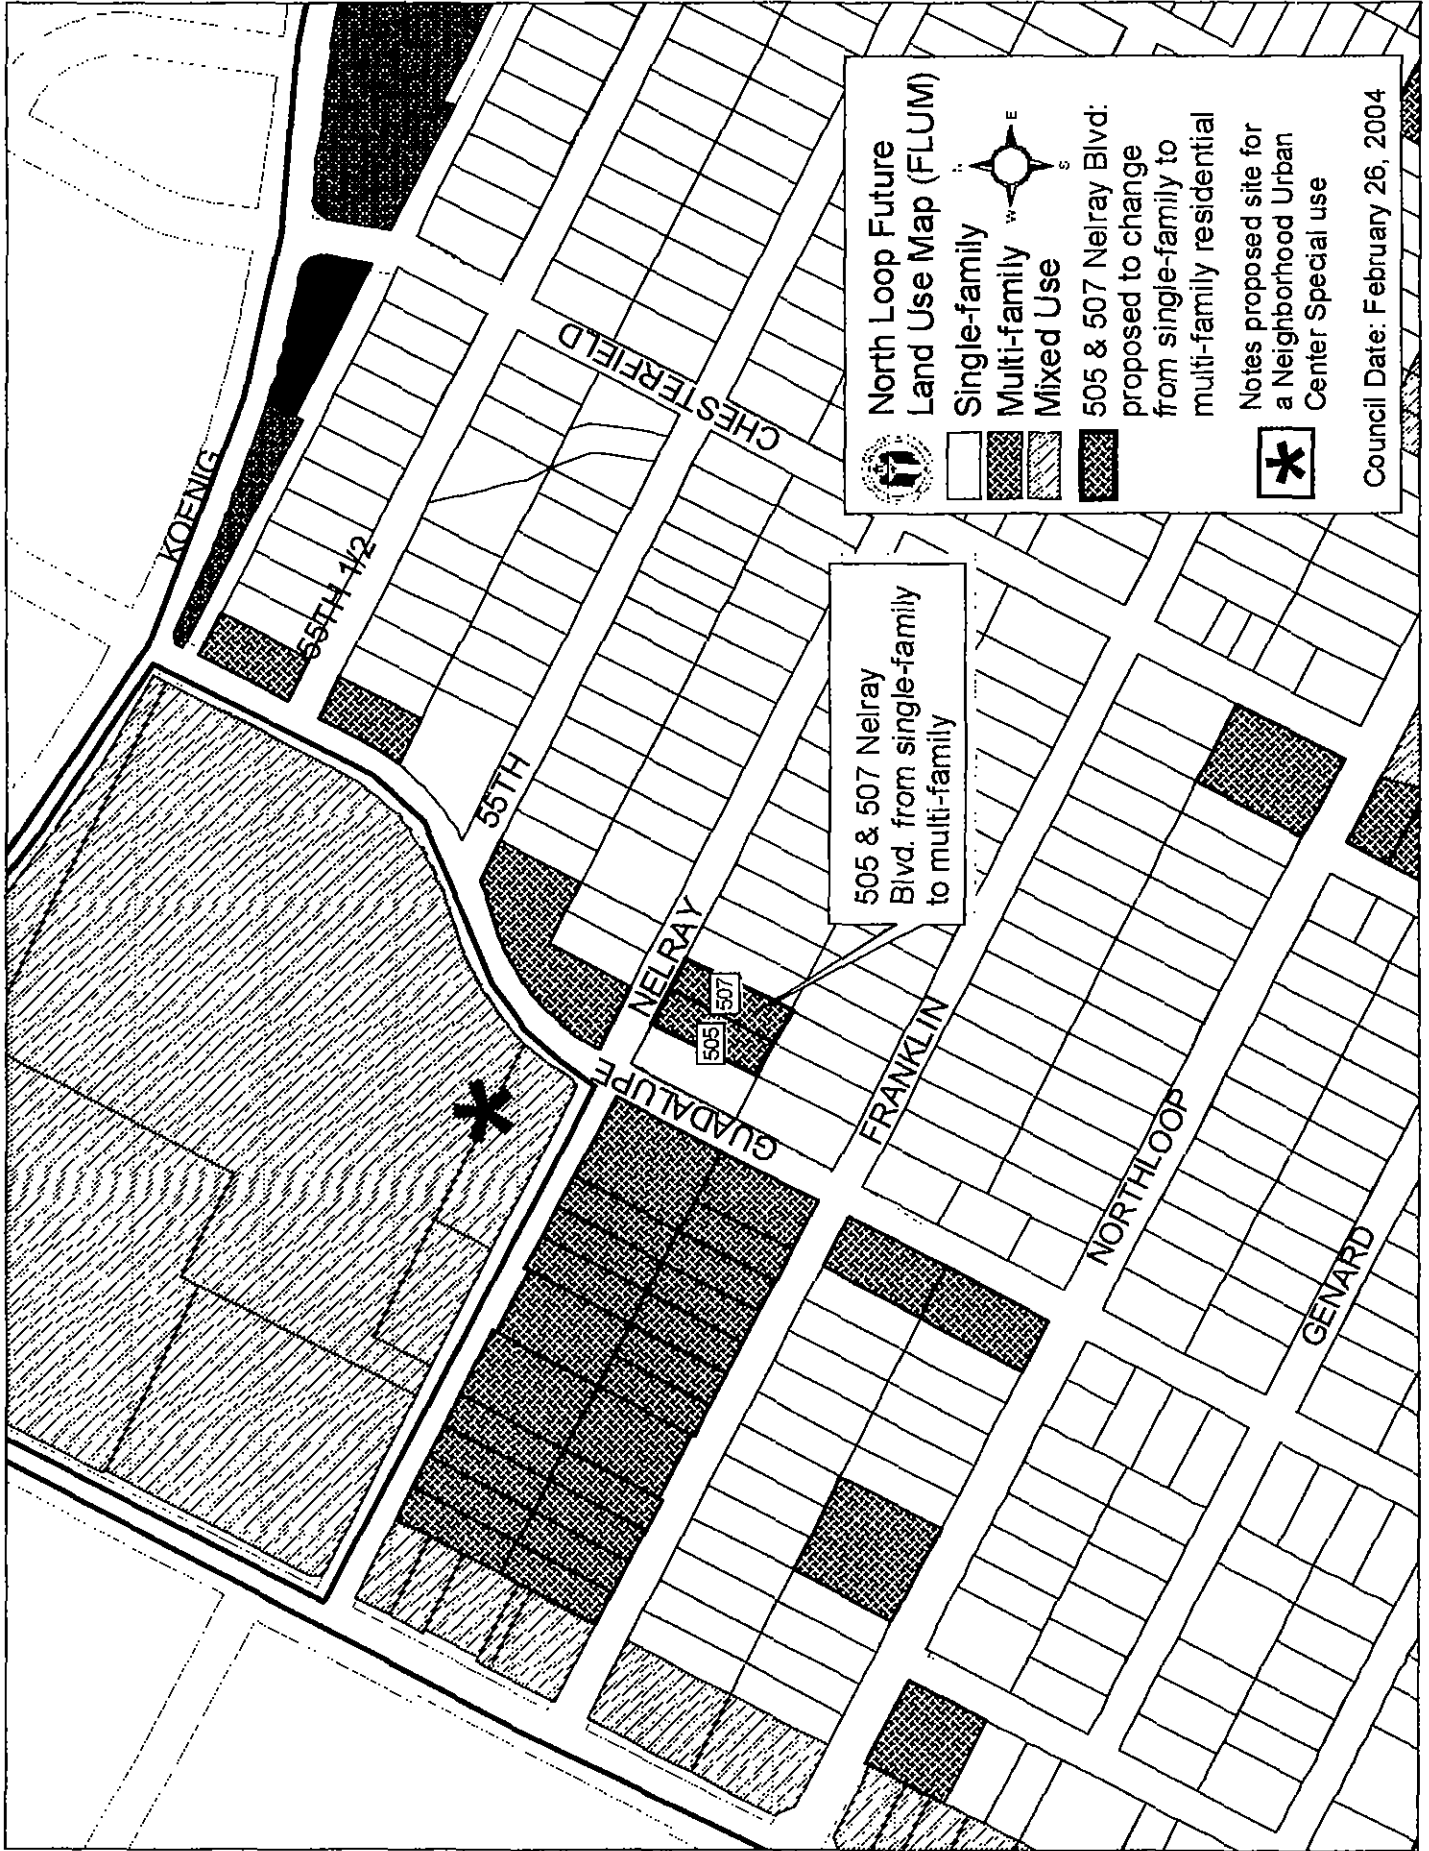 KOENIG
55TH 1/2
CHESTERFIELD
55TH
NELRAY
505
507
GUADALUPE
FRANKLIN
NORTHLOOP
GENARD
505 & 507 Nelray
Blvd. from single-family
to multi-family
North Loop Future
Land Use Map (FLUM)
Single-family
Multi-family
Mixed Use
W
E
S
505 & 507 Nelray Blvd:
proposed to change
from single-family to
multi-family residential
Notes proposed site for
a Neighborhood Urban
Center Special use
Council Date: February 26, 2004